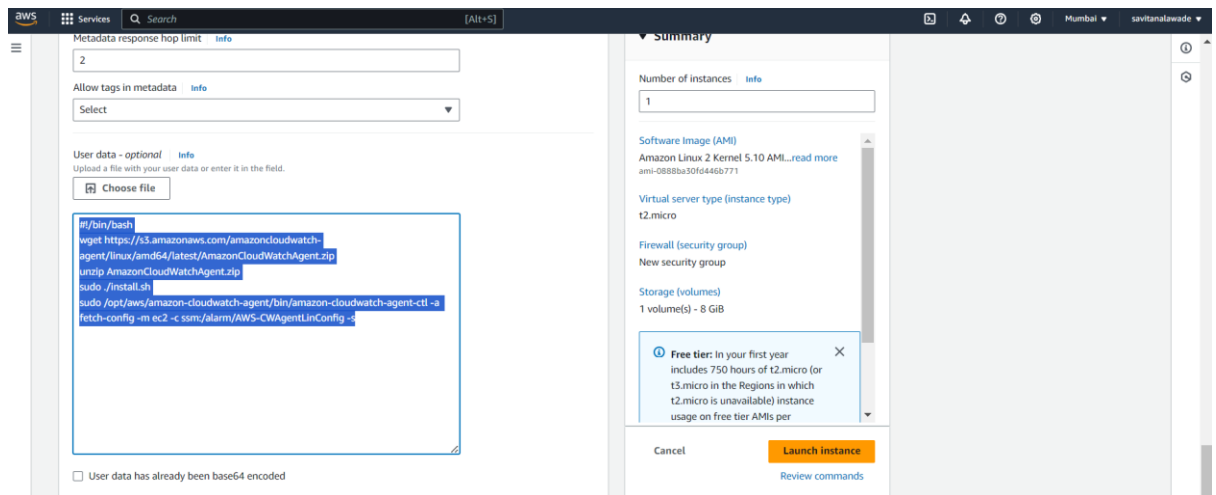 aws
Services
Search
[Alt+S]
Mumbai
savitanalawade
Metadata response hop limit Info
2
Allow tags in metadata Info
Select
User data - optional Info
Upload a file with your user data or enter it in the field.
Choose file
#!/bin/bash
wget https://s3.amazonaws.com/amazoncloudwatch-
agent/linux/amd64/latest/AmazonCloudWatchAgent.zip
unzip AmazonCloudWatchAgent.zip
sudo ./install.sh
sudo /opt/aws/amazon-cloudwatch-agent/bin/amazon-cloudwatch-agent-ctl -a
fetch-config -m ec2 -c ssm:/alarm/AWS-CWAgentLinConfig -s
User data has already been base64 encoded
Summary
Number of instances Info
1
Software Image (AMI)
Amazon Linux 2 Kernel 5.10 AMI...read more
ami-0888ba30fd446b771
Virtual server type (instance type)
t2.micro
Firewall (security group)
New security group
Storage (volumes)
1 volume(s) - 8 GiB
Free tier: In your first year
includes 750 hours of t2.micro (or
t3.micro in the Regions in which
t2.micro is unavailable) instance
usage on free tier AMIs per
Cancel
Launch instance
Review commands